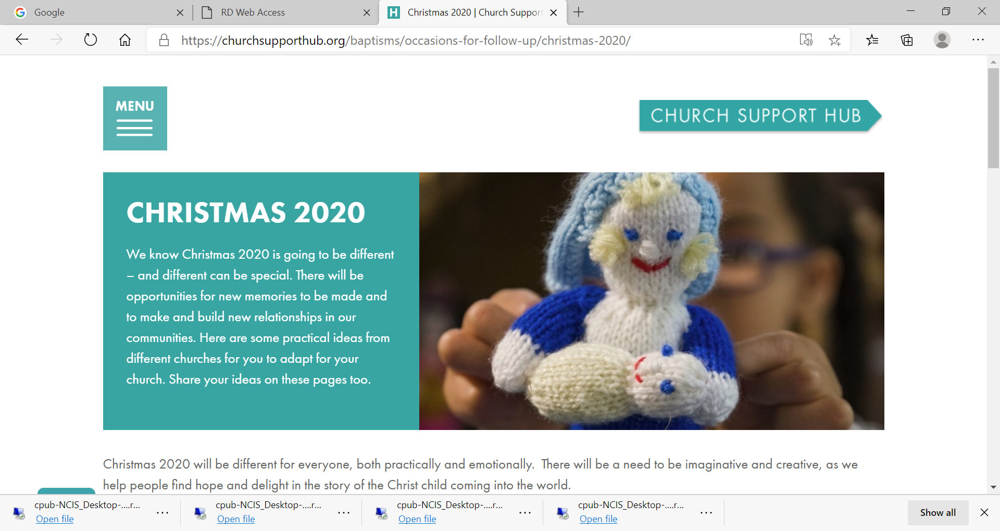 Google
RD Web Access
Christmas 2020 | Church Support
https://churchsupporthub.org/baptisms/occasions-for-follow-up/christmas-2020/
MENU
CHURCH SUPPORT HUB
CHRISTMAS 2020
We know Christmas 2020 is going to be different
– and different can be special. There will be
opportunities for new memories to be made and
to make and build new relationships in our
communities. Here are some practical ideas from
different churches for you to adapt for your
church. Share your ideas on these pages too.
Christmas 2020 will be different for everyone, both practically and emotionally. There will be a need to be imaginative and creative, as we
help people find hope and delight in the story of the Christ child coming into the world.
cpub-NCIS_Desktop-....r...
Open file
cpub-NCIS_Desktop-....r...
Open file
cpub-NCIS_Desktop-....r...
Open file
cpub-NCIS_Desktop-....r...
Open file
Show all